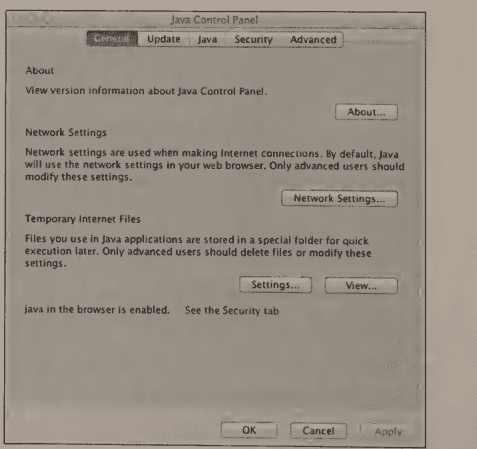 Java Control Panel
General Update Java Security Advanced
About
View version information about Java Control Panel.
About...
Network Settings
Network settings are used when making Internet connections. By default, Java
will use the network settings in your web browser. Only advanced users should
modify these settings.
Network Settings...
Temporary Internet Files
Files you use in Java applications are stored in a special folder for quick
execution later. Only advanced users should delete files or modify these
settings.
Settings... View...
Java in the browser is enabled. See the Security tab
OK Cancel Apply